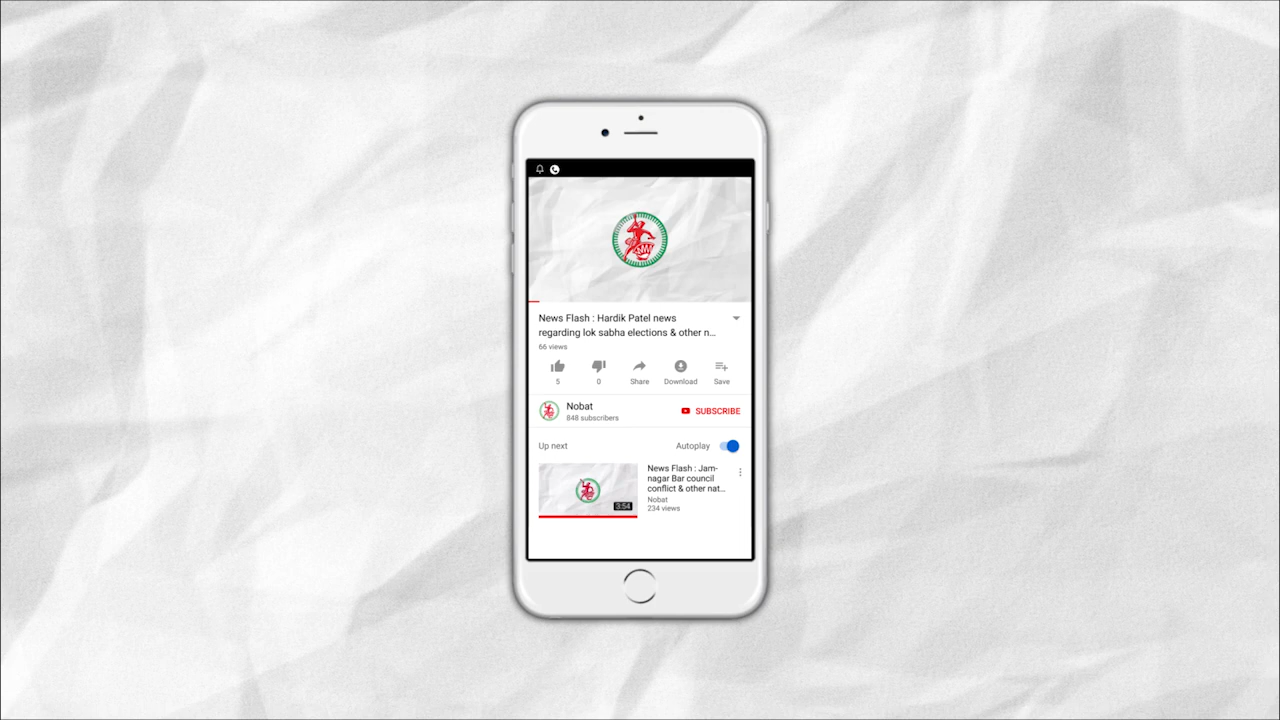 News Flash : Hardik Patel news
regarding lok sabha elections & other n...
66 views
5
0
Share
Download
Save
Nobat
848 subscribers
SUBSCRIBE
Up next
Autoplay
3:54
News Flash : Jam-
nagar Bar council
conflict & other nat...
Nobat
234 views